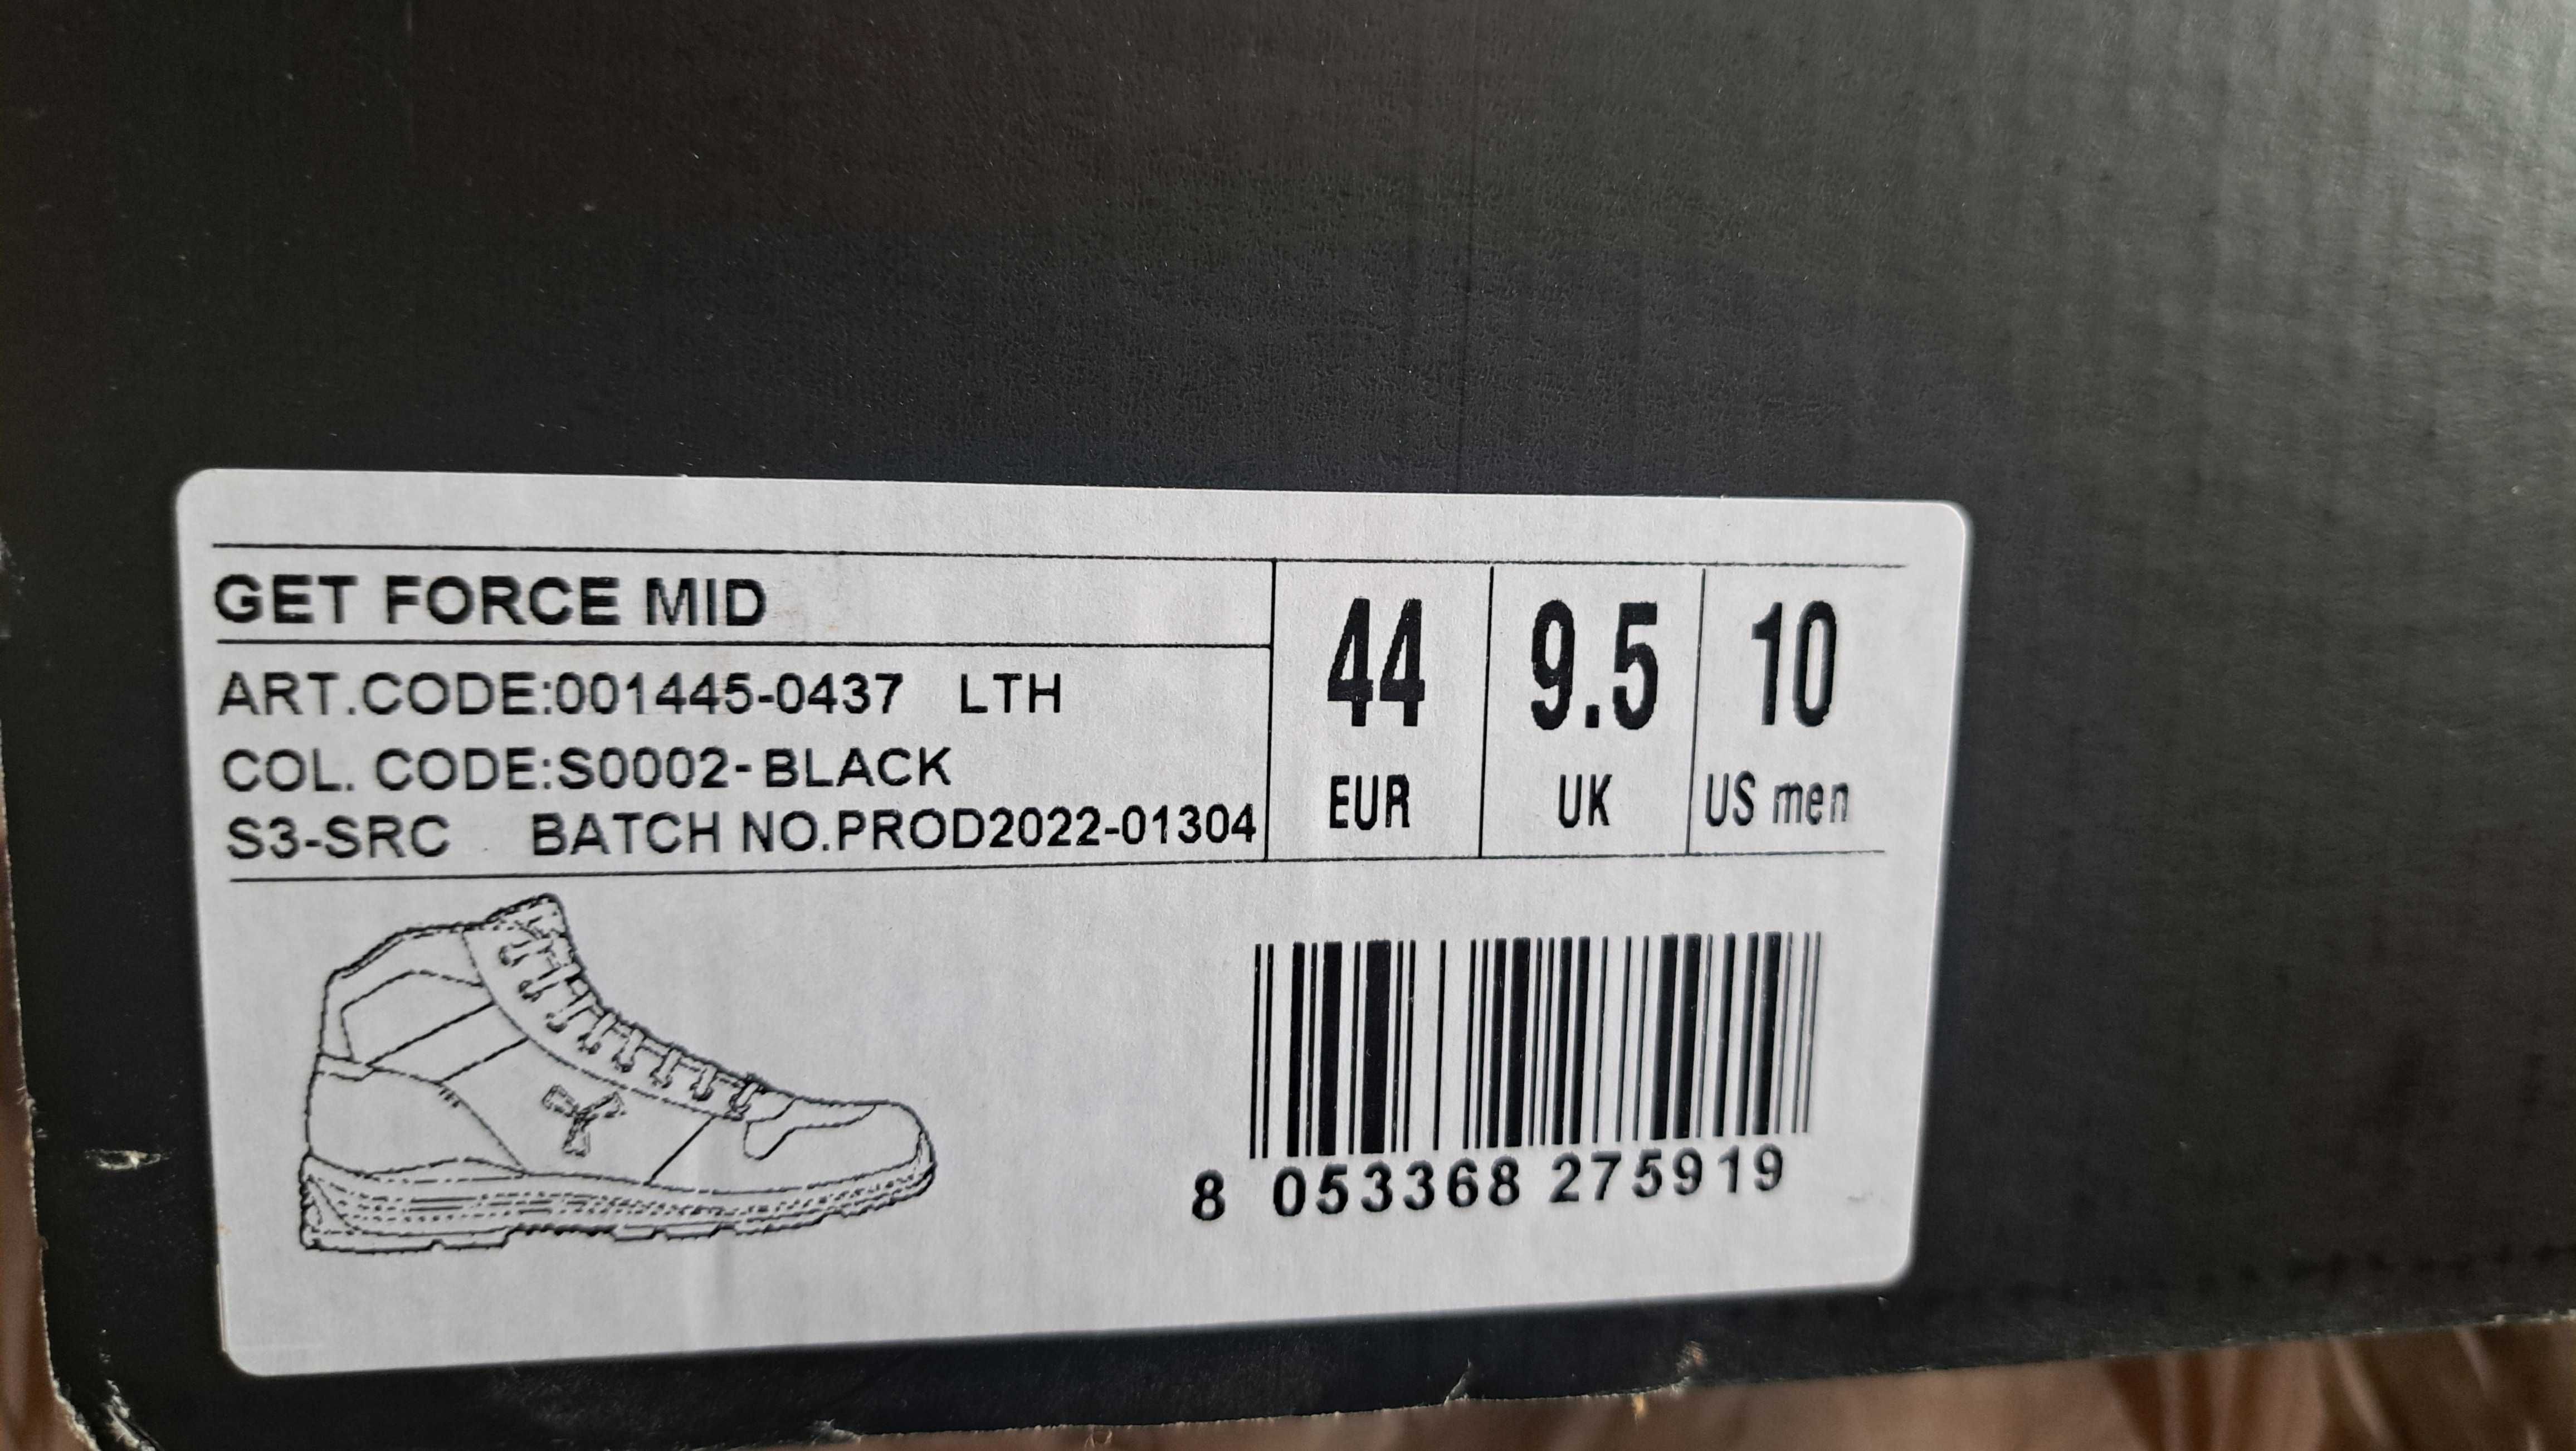 GET FORCE MID
ART.CODE:001445-0437 LTH
COL. CODE:S0002-BLACK
S3-SRC BATCH NO.PROD2022-01304
44 9.5 10
EUR UK US men
8 053368 275919